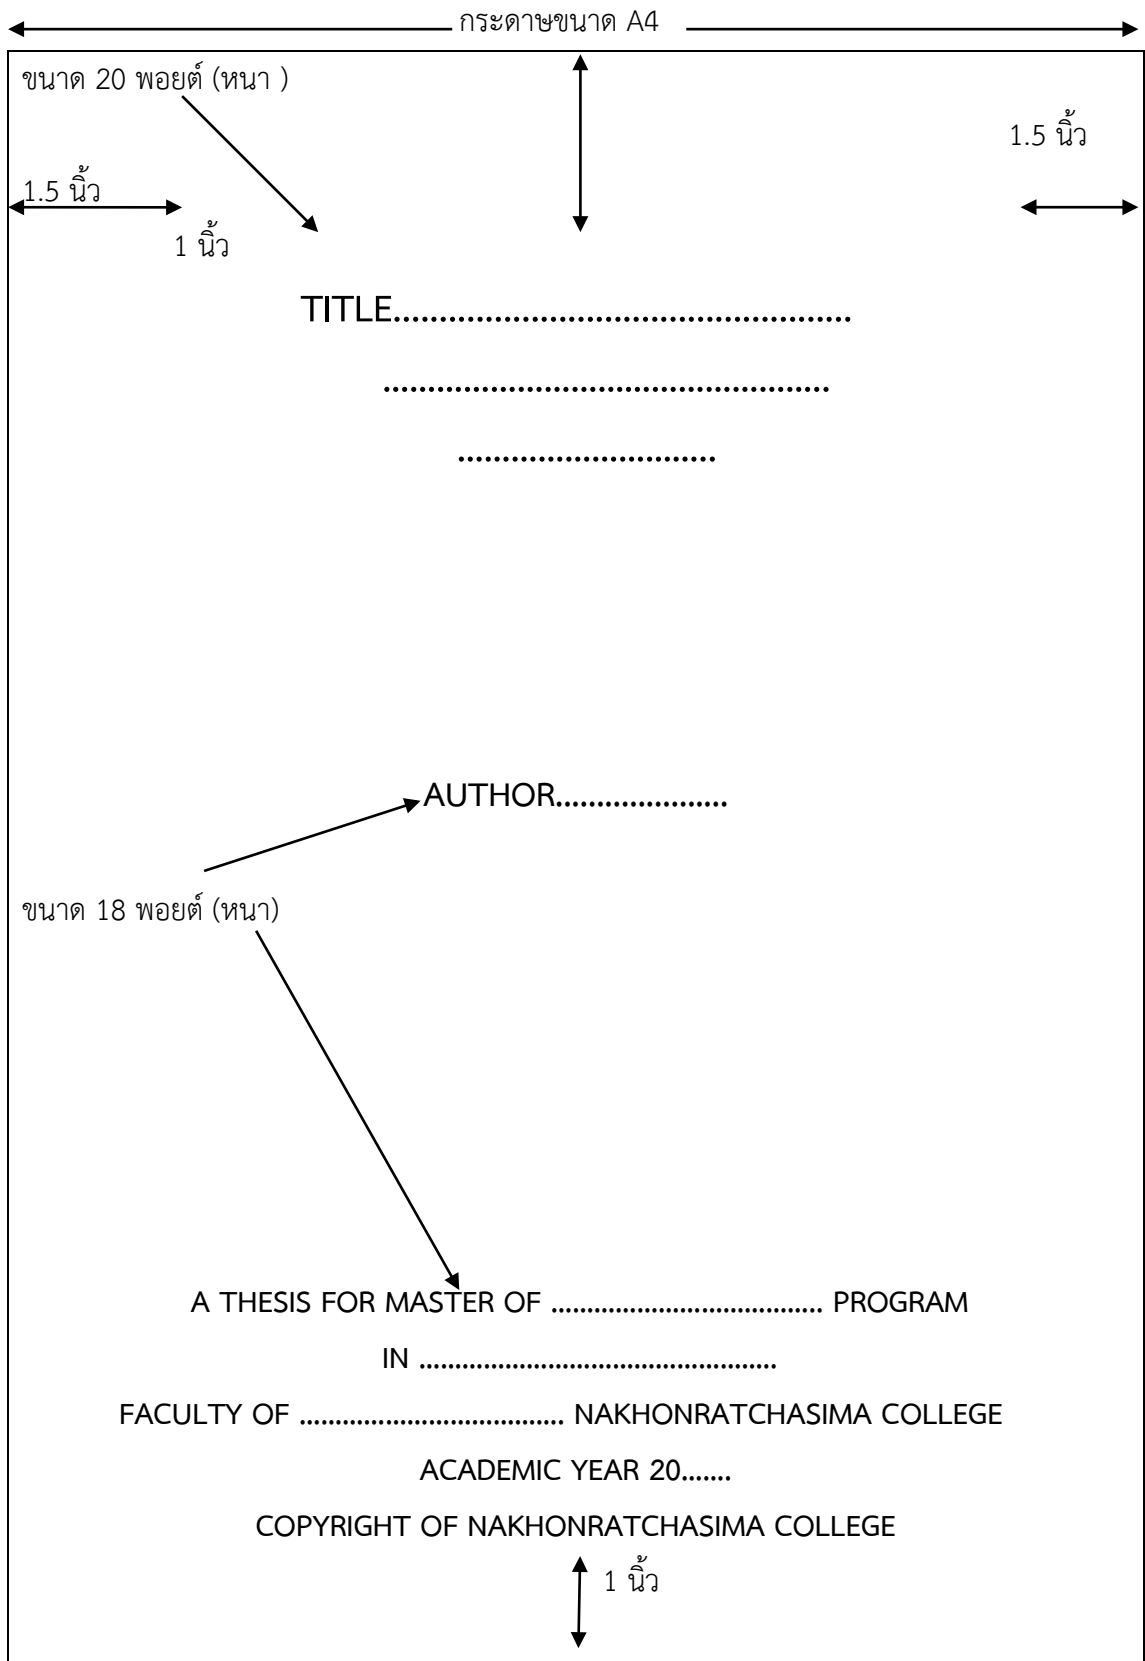 กระดาษขนาด A4
ขนาด 20 พอยต์ (หนา )
1.5 นิ้ว
1.5 นิ้ว
1 นิ้ว
TITLE..................................................
.................................................
............................
AUTHOR.....................
ขนาด 18 พอยต์ (หนา)
A THESIS FOR MASTER OF ...................................... PROGRAM
IN ..................................................
FACULTY OF ..................................... NAKHONRATCHASIMA COLLEGE
ACADEMIC YEAR 20.......
COPYRIGHT OF NAKHONRATCHASIMA COLLEGE
1 นิ้ว